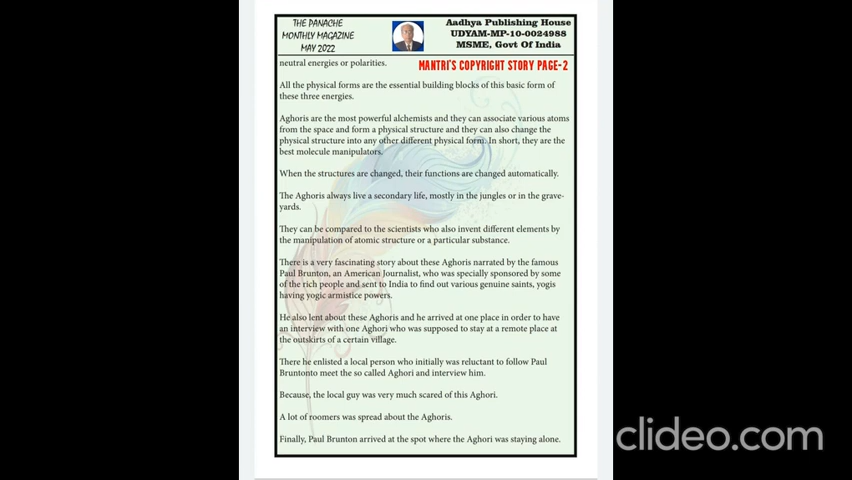 THE PANACHE
MONTHLY MAGAZINE
MAY 2022
Aadhya Publishing House
UDYAM-MP-10-0024988
MSME, Govt Of India
neutral energies or polarities.
MANTRI'S COPYRIGHT STORY PAGE-2
All the physical forms are the essential building blocks of this basic form of
these three energies.
Aghoris are the most powerful alchemists and they can associate various atoms
from the space and form a physical structure and they can also change the
physical structure into any other different physical form. In short, they are the
best molecule manipulators.
When the structures are changed, their functions are changed automatically.
The Aghoris always live a secondary life, mostly in the jungles or in the grave-
yards.
They can be compared to the scientists who also invent different elements by
the manipulation of atomic structure or a particular substance.
There is a very fascinating story about these Aghoris narrated by the famous
Paul Brunton, an American Journalist, who was specially sponsored by some
of the rich people and sent to India to find out various genuine saints, yogis
having yogic armistice powers.
He also lent about these Aghoris and he arrived at one place in order to have
an interview with one Aghori who was supposed to stay at a remote place at
the outskirts of a certain village.
There he enlisted a local person who initially was reluctant to follow Paul
Bruntonto meet the so called Aghori and interview him.
Because, the local guy was very much scared of this Aghori.
A lot of roomers was spread about the Aghoris.
Finally, Paul Brunton arrived at the spot where the Aghori was staying alone.
clideo.com